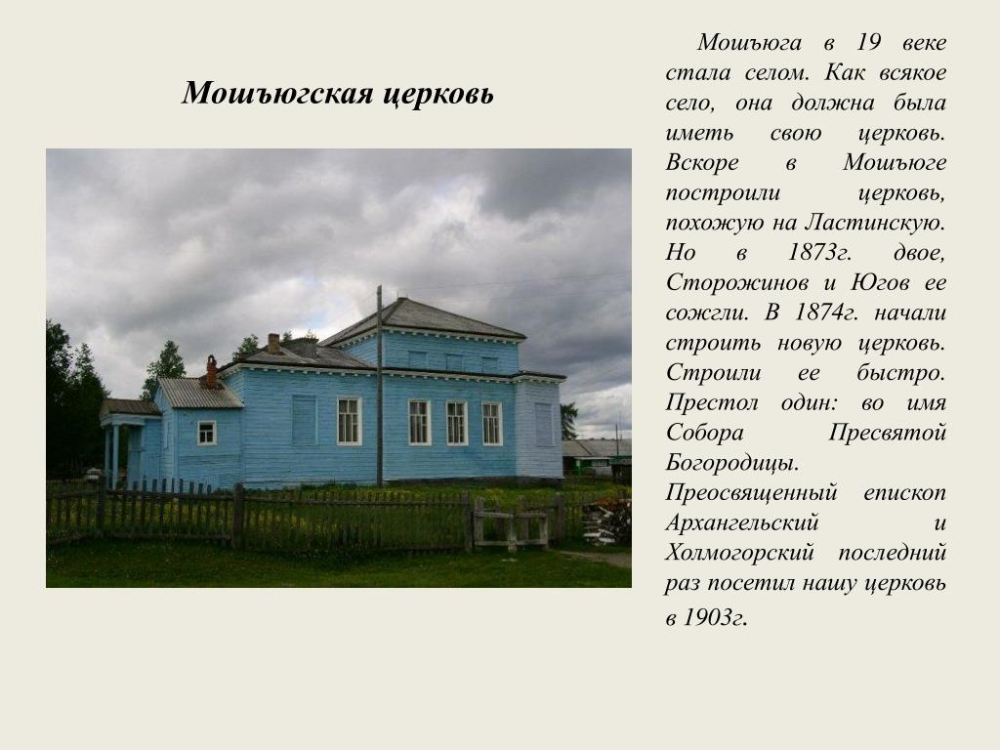 Мошъюгская церковь
Мошъюга в 19 веке
стала селом. Как всякое
село, она должна была
иметь свою церковь.
Вскоре в Мошъюге
построили церковь,
похожую на Ластинскую.
Но в 1873г. двое,
Сторожинов и Югов ее
сожгли. В 1874г. начали
строить новую церковь.
Строили ее быстро.
Престол один: во имя
Собора Пресвятой
Богородицы.
Преосвященный епископ
Архангельский и
Холмогорский последний
раз посетил нашу церковь
в 1903г.